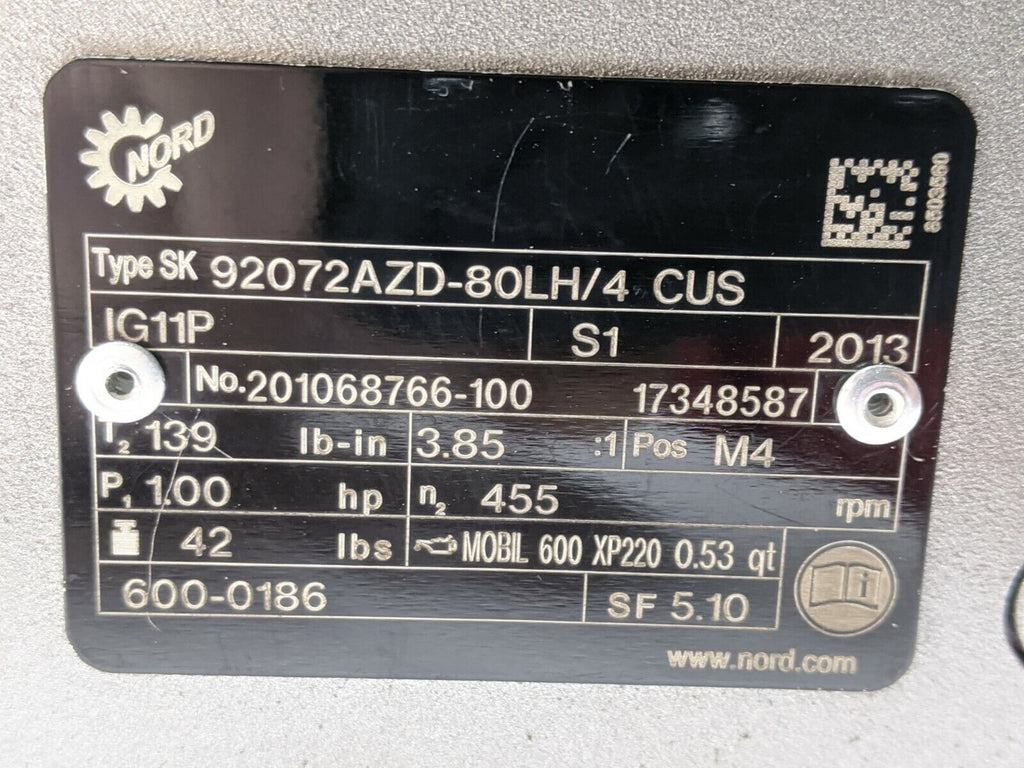 NORD
Type SK 92072AZD-80LH/4 CUS
IG11P S1 2013
No.201068766-100 17348587
T₂ 139 lb-in 3.85 :1 Pos M4
P₁ 1.00 hp n₂ 455 rpm
42 lbs MOBIL 600 XP220 0.53 qt
600-0186 SF 5.10
i
www.nord.com